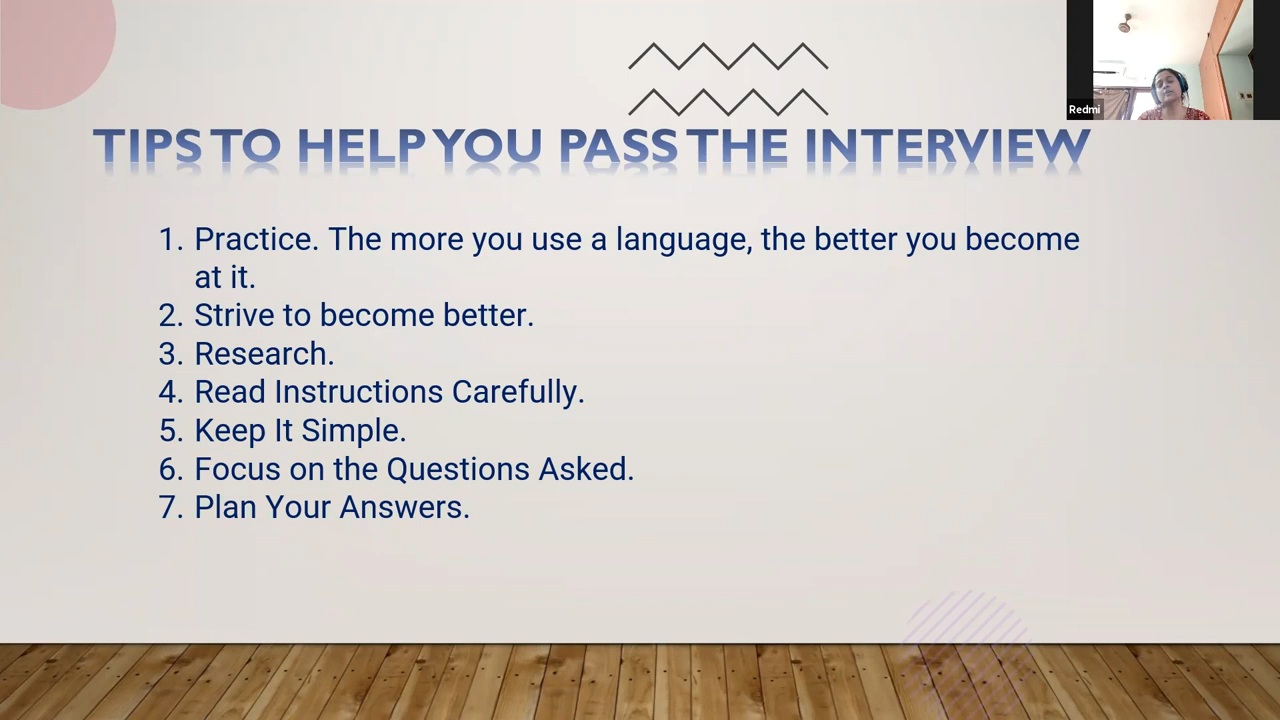 Redmi
TIPS TO HELP YOU PASS THE INTERVIEW
1. Practice. The more you use a language, the better you become
at it.
2. Strive to become better.
3. Research.
4. Read Instructions Carefully.
5. Keep It Simple.
6. Focus on the Questions Asked.
7. Plan Your Answers.